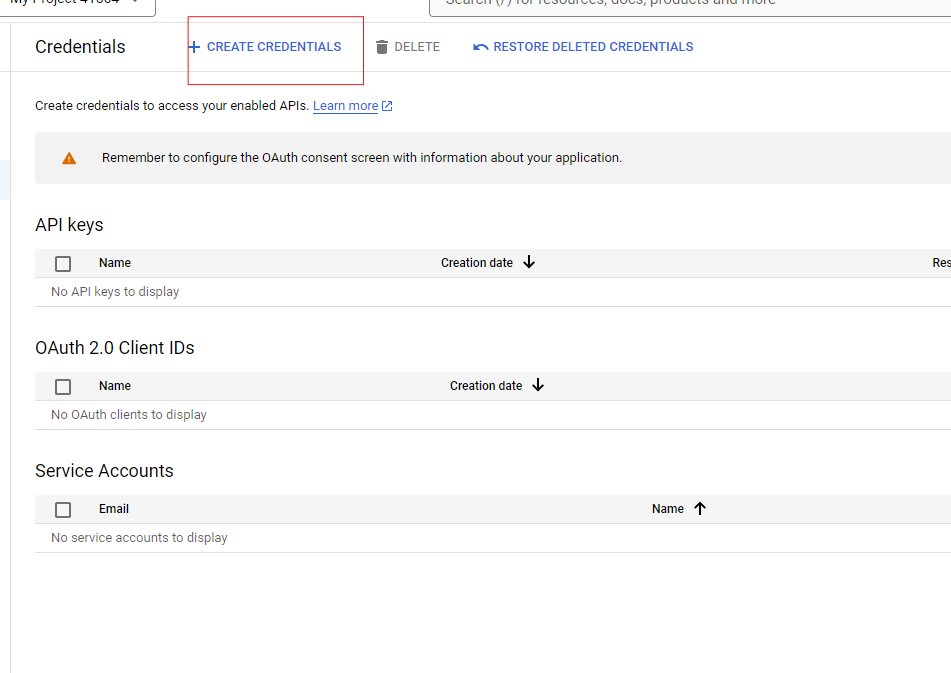 My Project 41604
Search (/) for resources, docs, products and more
Credentials
CREATE CREDENTIALS
DELETE
RESTORE DELETED CREDENTIALS
Create credentials to access your enabled APIs. Learn more
Remember to configure the OAuth consent screen with information about your application.
API keys
Name Creation date Res
No API keys to display
OAuth 2.0 Client IDs
Name Creation date
No OAuth clients to display
Service Accounts
Email Name
No service accounts to display